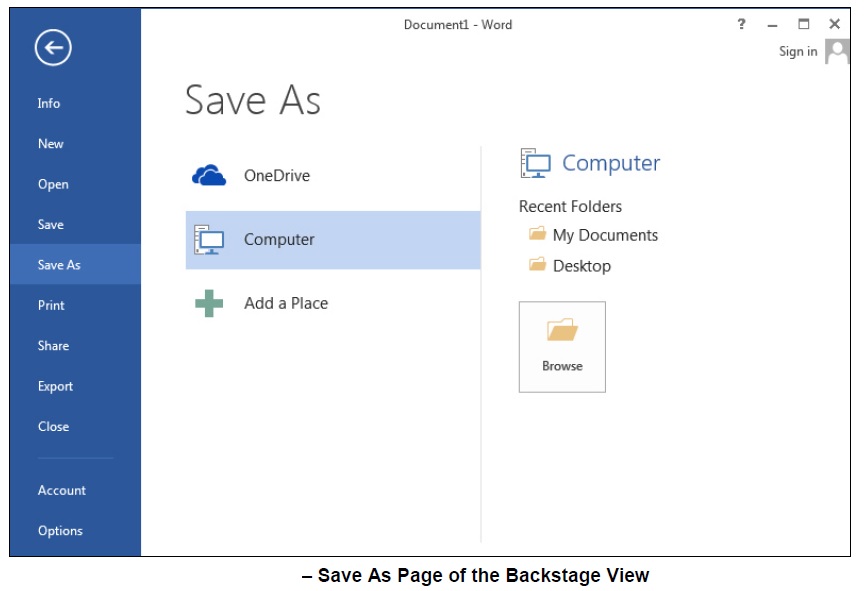 Document1 - Word
?
Sign in
Info
New
Open
Save
Save As
Print
Share
Export
Close
Account
Options
Save As
OneDrive
Computer
Add a Place
Computer
Recent Folders
My Documents
Desktop
Browse
– Save As Page of the Backstage View